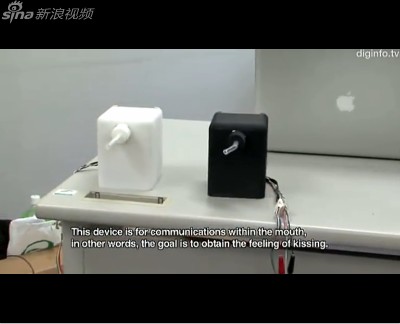 sina 新浪视频
diginfo.tv
This device is for communications within the mouth,
in other words, the goal is to obtain the feeling of kissing.